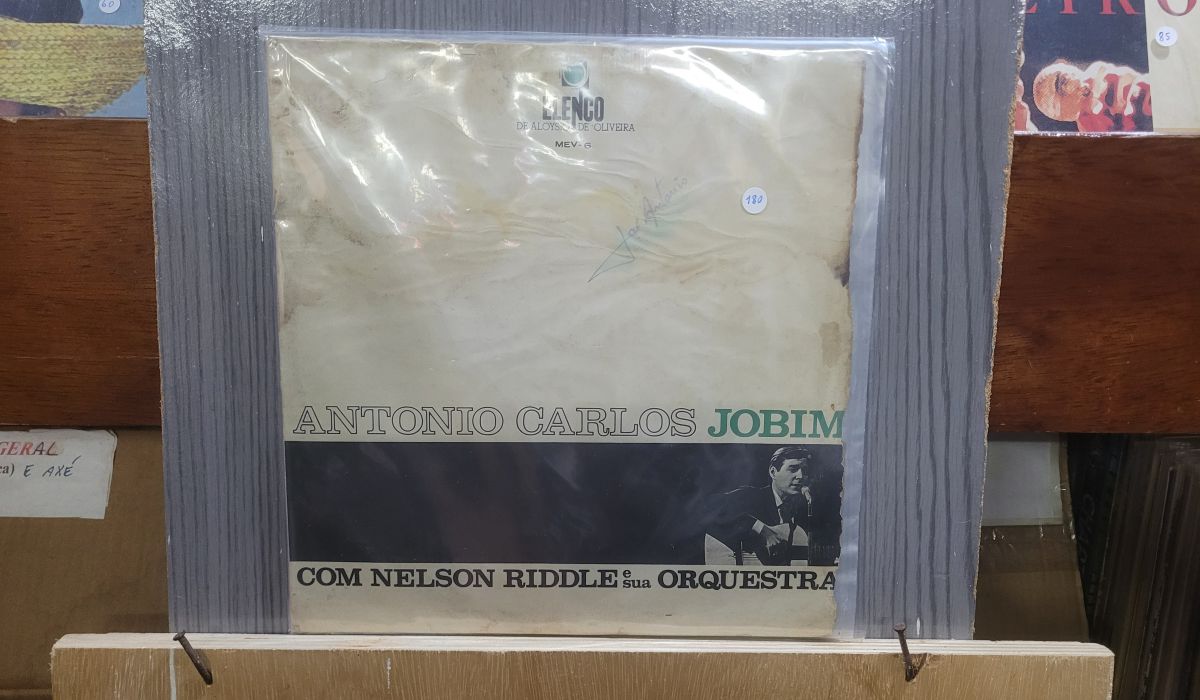 60
85
ELENCO
DE ALOYSIO DE OLIVEIRA
MEV-6
180
Antonio
ANTONIO CARLOS JOBIM
GERAL
E AXÉ
COM NELSON RIDDLE e sua ORQUESTRA